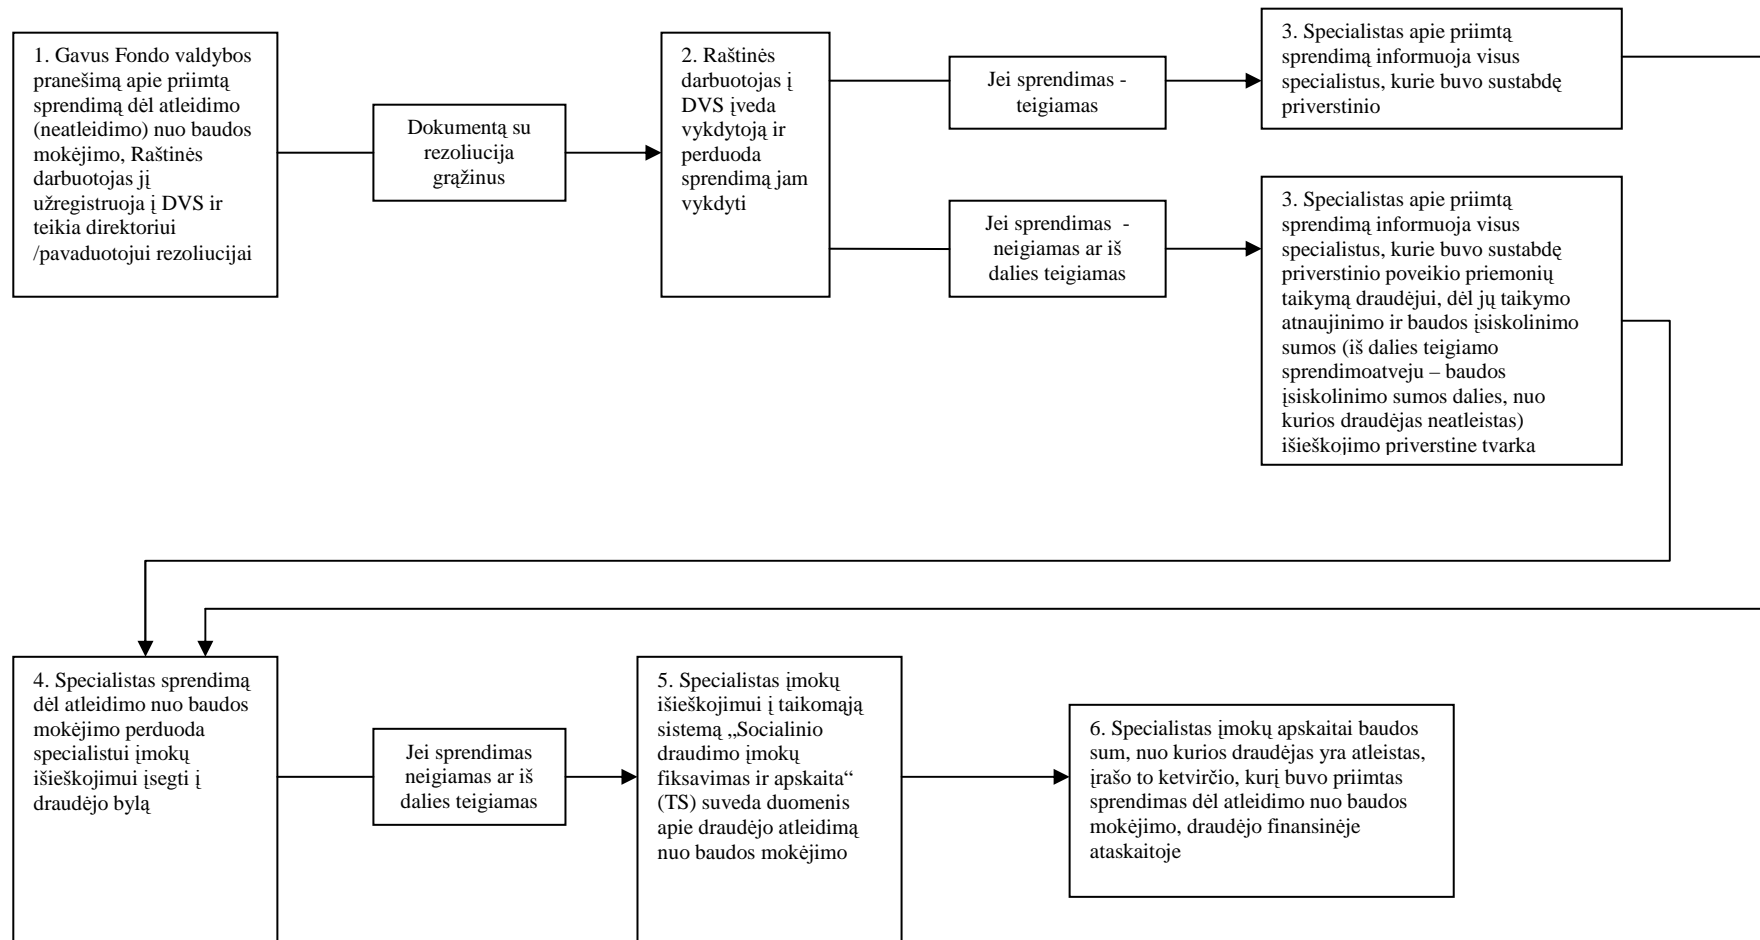 1. Gavus Fondo valdybos
pranešimą apie priimtą
sprendimą dėl atleidimo
(neatleidimo) nuo baudos
mokėjimo, Raštinės
darbuotojas jį
užregistruoja į DVS ir
teikia direktoriui
/pavaduotojui rezoliucijai
Dokumentą su
rezoliucija
grąžinus
2. Raštinės
darbuotojas į
DVS įveda
vykdytoją ir
perduoda
sprendimą jam
vykdyti
Jei sprendimas -
teigiamas
3. Specialistas apie priimtą
sprendimą informuoja visus
specialistus, kurie buvo sustabdę
priverstinio
Jei sprendimas  -
neigiamas ar iš
dalies teigiamas
3. Specialistas apie priimtą
sprendimą informuoja visus
specialistus, kurie buvo sustabdę
priverstinio poveikio priemonių
taikymą draudėjui, dėl jų taikymo
atnaujinimo ir baudos įsiskolinimo
sumos (iš dalies teigiamo
sprendimoatveju – baudos
įsiskolinimo sumos dalies, nuo
kurios draudėjas neatleistas)
išieškojimo priverstine tvarka
4. Specialistas sprendimą
dėl atleidimo nuo baudos
mokėjimo perduoda
specialistui įmokų
išieškojimui įsegti į
draudėjo bylą
Jei sprendimas
neigiamas ar iš
dalies teigiamas
5. Specialistas įmokų
išieškojimui į taikomąją
sistemą „Socialinio
draudimo įmokų
fiksavimas ir apskaita“
(TS) suveda duomenis
apie draudėjo atleidimą
nuo baudos mokėjimo
6. Specialistas įmokų apskaitai baudos
sum, nuo kurios draudėjas yra atleistas,
įrašo to ketvirčio, kurį buvo priimtas
sprendimas dėl atleidimo nuo baudos
mokėjimo, draudėjo finansinėje
ataskaitoje